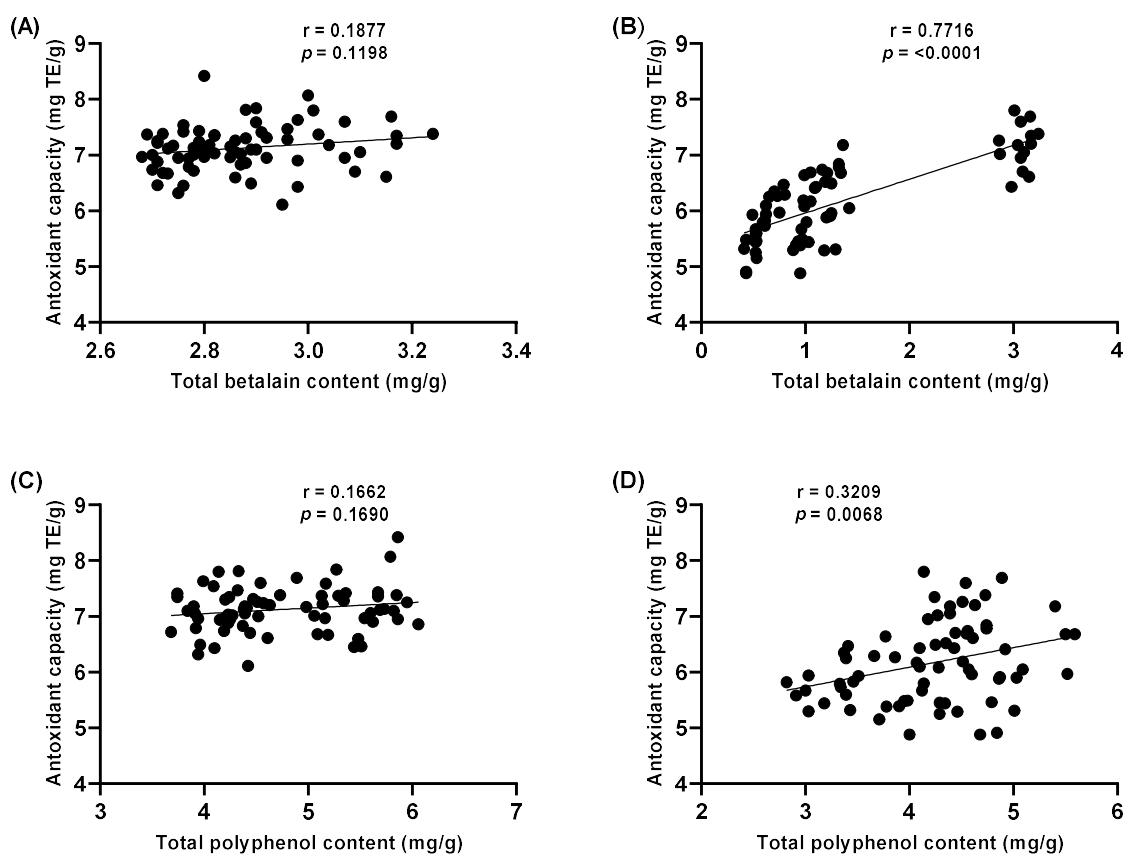 (A)
r = 0.1877
p = 0.1198
Antoxidant capacity (mg TE/g)
9
8
7
6
5
4
2.6 2.8 3.0 3.2 3.4
Total betalain content (mg/g)
(B)
r = 0.7716
p = <0.0001
Antoxidant capacity (mg TE/g)
9
8
7
6
5
4
0 1 2 3 4
Total betalain content (mg/g)
(C)
r = 0.1662
p = 0.1690
Antoxidant capacity (mg TE/g)
9
8
7
6
5
4
3 4 5 6 7
Total polyphenol content (mg/g)
(D)
r = 0.3209
p = 0.0068
Antoxidant capacity (mg TE/g)
9
8
7
6
5
4
2 3 4 5 6
Total polyphenol content (mg/g)